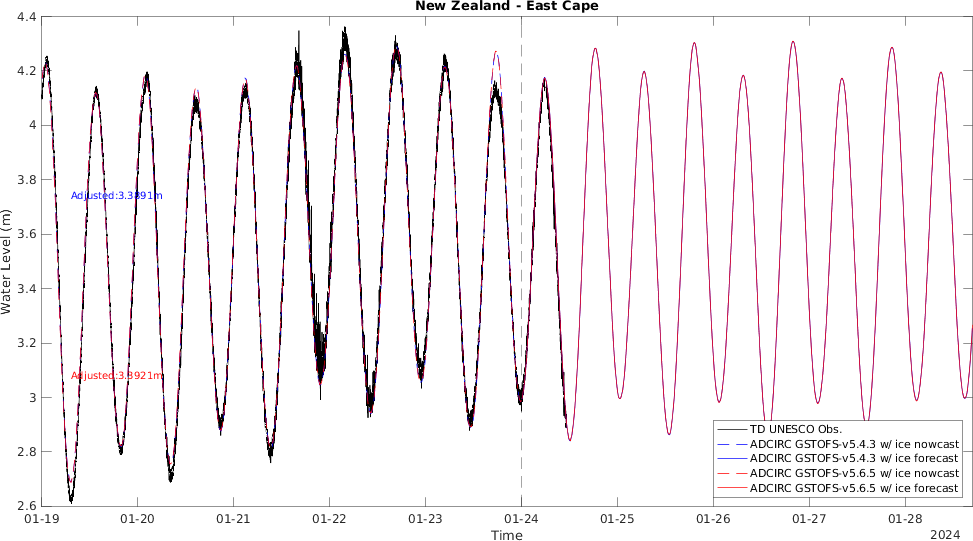 New Zealand - East Cape
4.4
4.2
4
3.8
3.6
3.4
3.2
3
2.8
2.6
Water Level (m)
Adjusted:3.3891m
Adjusted:3.3921m
TD UNESCO Obs.
ADCIRC GSTOFS-v5.4.3 w/ ice nowcast
ADCIRC GSTOFS-v5.4.3 w/ ice forecast
ADCIRC GSTOFS-v5.6.5 w/ ice nowcast
ADCIRC GSTOFS-v5.6.5 w/ ice forecast
01-19 01-20 01-21 01-22 01-23 01-24 01-25 01-26 01-27 01-28
Time
2024